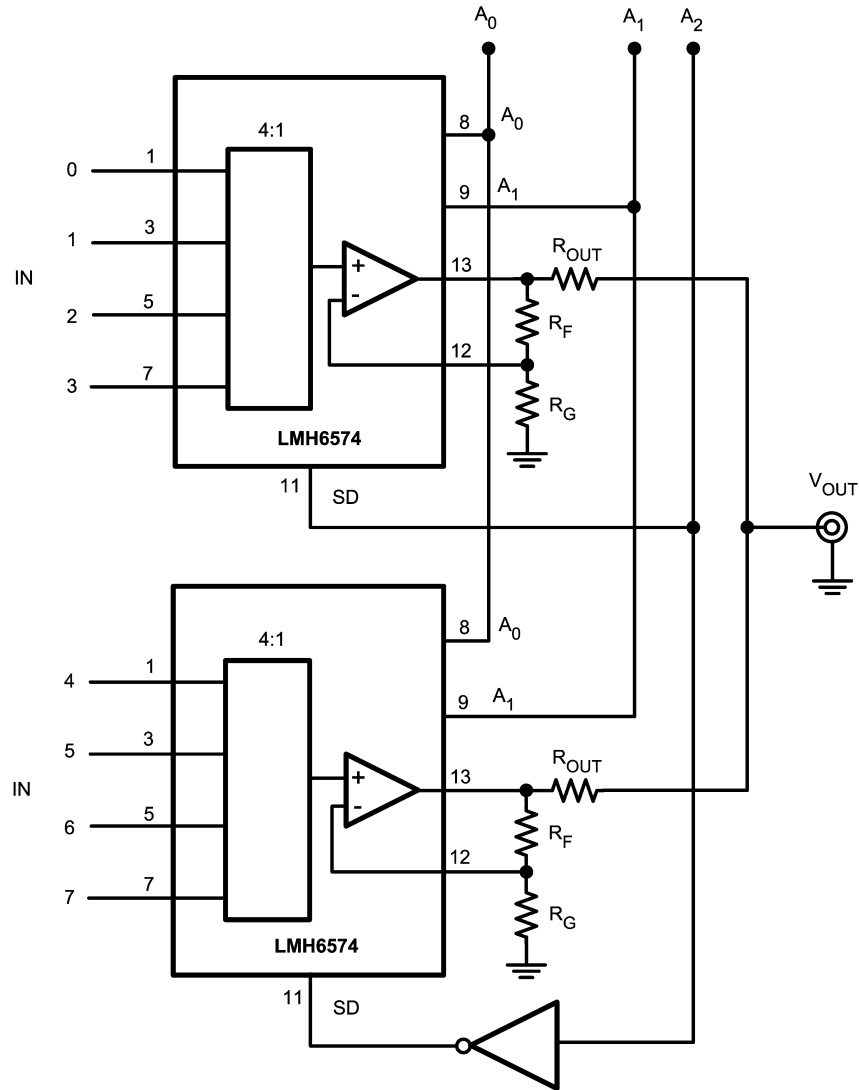 A0 A1 A2
8 A0
4:1
0 1
9 A1
1 3
ROUT
+ 13
IN
-
2 5
RF
12
3 7
RG
LMH6574
11 SD
VOUT
8 A0
4:1
4 1
9 A1
5 3
ROUT
+ 13
IN
-
6 5
RF
12
7 7
RG
LMH6574
11 SD